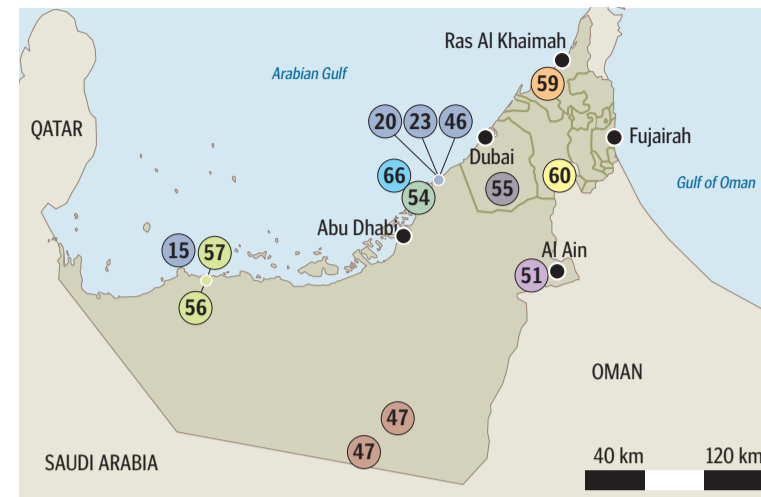 Ras Al Khaimah
59
Arabian Gulf
20 23 46
QATAR
Dubai
Fujairah
66
54
55
60
Gulf of Oman
Abu Dhabi
15 57
Al Ain
51
56
OMAN
47
47
SAUDI ARABIA
40 km 120 km